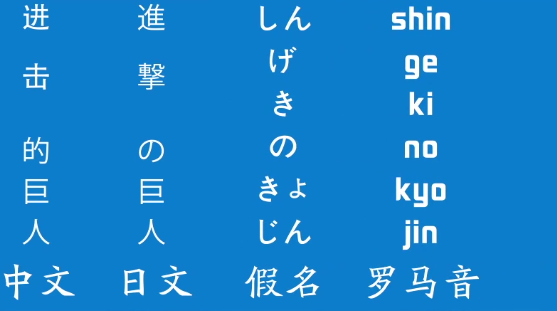 进 進 しん shin
击 撃 げ ge
き ki
的 の の no
巨 巨 きょ kyo
人 人 じん jin
中文 日文 假名 罗马音